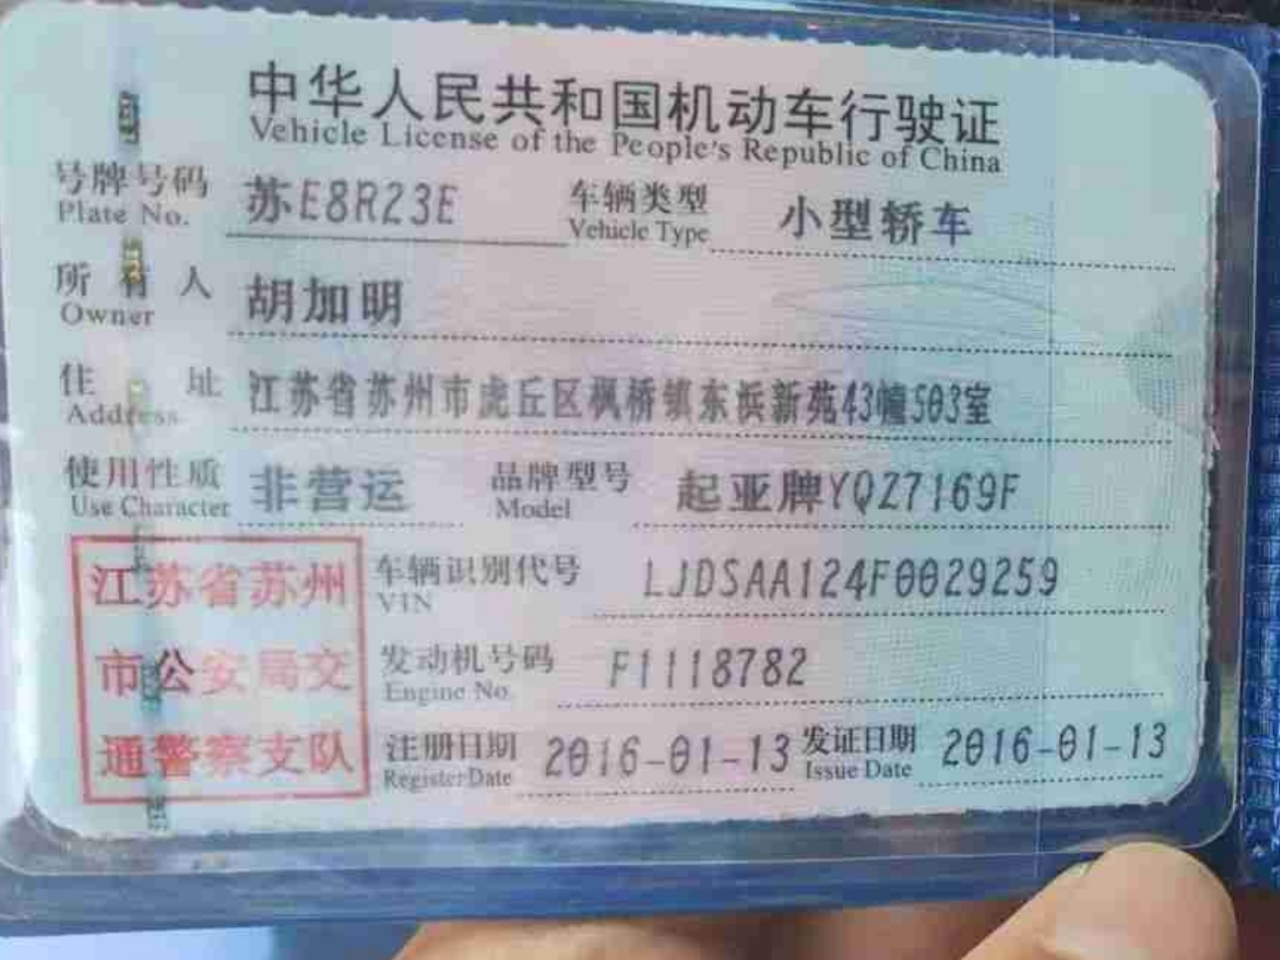 中华人民共和国机动车行驶证
Vehicle License of the People's Republic of China
号牌号码 苏E8R23E 车辆类型 小型轿车
Plate No. Vehicle Type
所有人 胡加明
Owner
住址 江苏省苏州市虎丘区枫桥镇东浜新苑43幢503室
Address
使用性质 非营运 品牌型号 起亚牌YQZ7169F
Use Character Model
江苏省苏州
市公安局交
通警察支队
车辆识别代号 LJDSAA124F0029259
VIN
发动机号码 F1118782
Engine No.
注册日期 2016-01-13 发证日期 2016-01-13
Register Date Issue Date